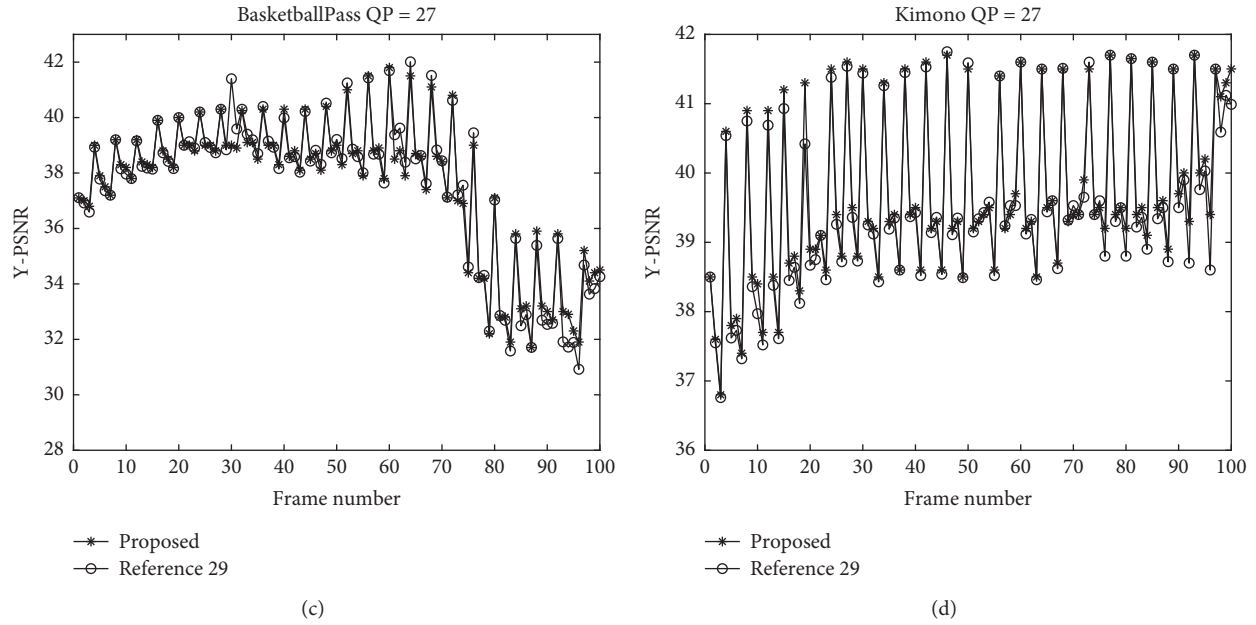 BasketballPass QP = 27
42
40
38
36
34
32
30
28
Y-PSNR
0 10 20 30 40 50 60 70 80 90 100
Frame number
Proposed
Reference 29
(c)
Kimono QP = 27
42
41
40
39
38
37
36
Y-PSNR
0 10 20 30 40 50 60 70 80 90 100
Frame number
Proposed
Reference 29
(d)